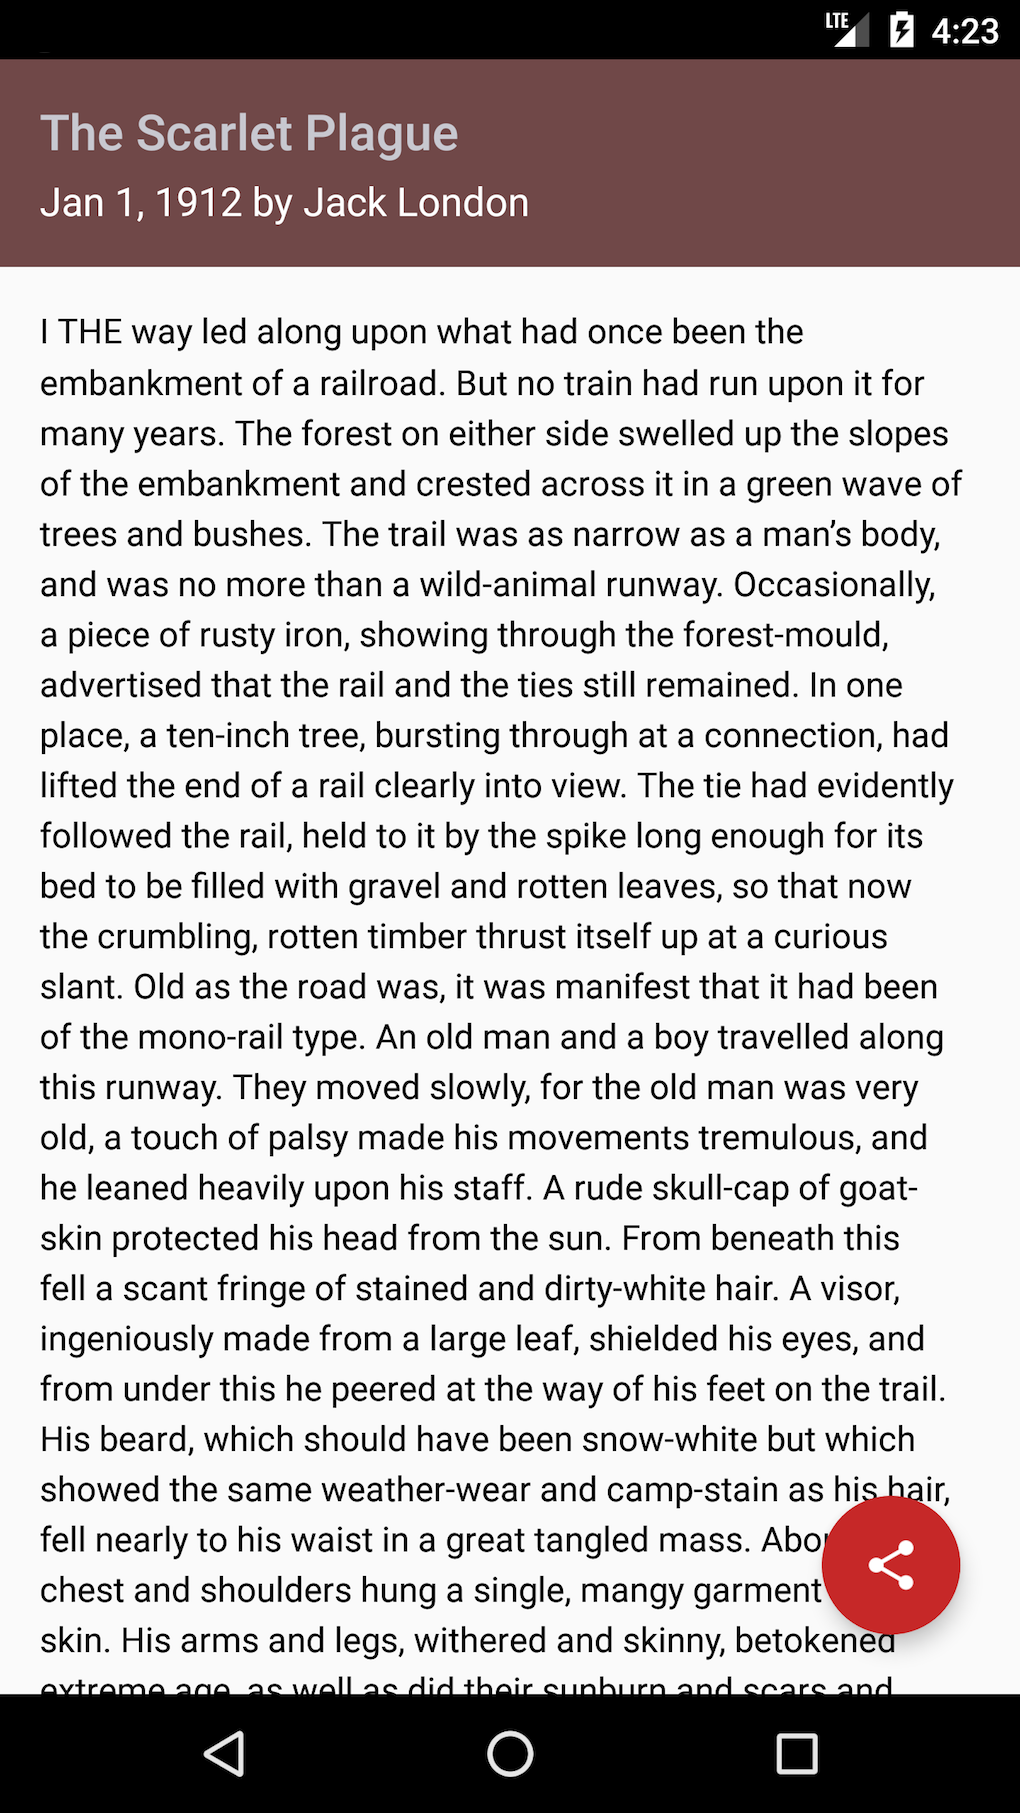 LTE 4:23
The Scarlet Plague
Jan 1, 1912 by Jack London
I THE way led along upon what had once been the
embankment of a railroad. But no train had run upon it for
many years. The forest on either side swelled up the slopes
of the embankment and crested across it in a green wave of
trees and bushes. The trail was as narrow as a man’s body,
and was no more than a wild-animal runway. Occasionally,
a piece of rusty iron, showing through the forest-mould,
advertised that the rail and the ties still remained. In one
place, a ten-inch tree, bursting through at a connection, had
lifted the end of a rail clearly into view. The tie had evidently
followed the rail, held to it by the spike long enough for its
bed to be filled with gravel and rotten leaves, so that now
the crumbling, rotten timber thrust itself up at a curious
slant. Old as the road was, it was manifest that it had been
of the mono-rail type. An old man and a boy travelled along
this runway. They moved slowly, for the old man was very
old, a touch of palsy made his movements tremulous, and
he leaned heavily upon his staff. A rude skull-cap of goat-
skin protected his head from the sun. From beneath this
fell a scant fringe of stained and dirty-white hair. A visor,
ingeniously made from a large leaf, shielded his eyes, and
from under this he peered at the way of his feet on the trail.
His beard, which should have been snow-white but which
showed the same weather-wear and camp-stain as his hair,
fell nearly to his waist in a great tangled mass.
chest and shoulders hung a single, mangy garment
skin. His arms and legs, withered and skinny, betokened
extreme age, as well as did their sunburn and scars and